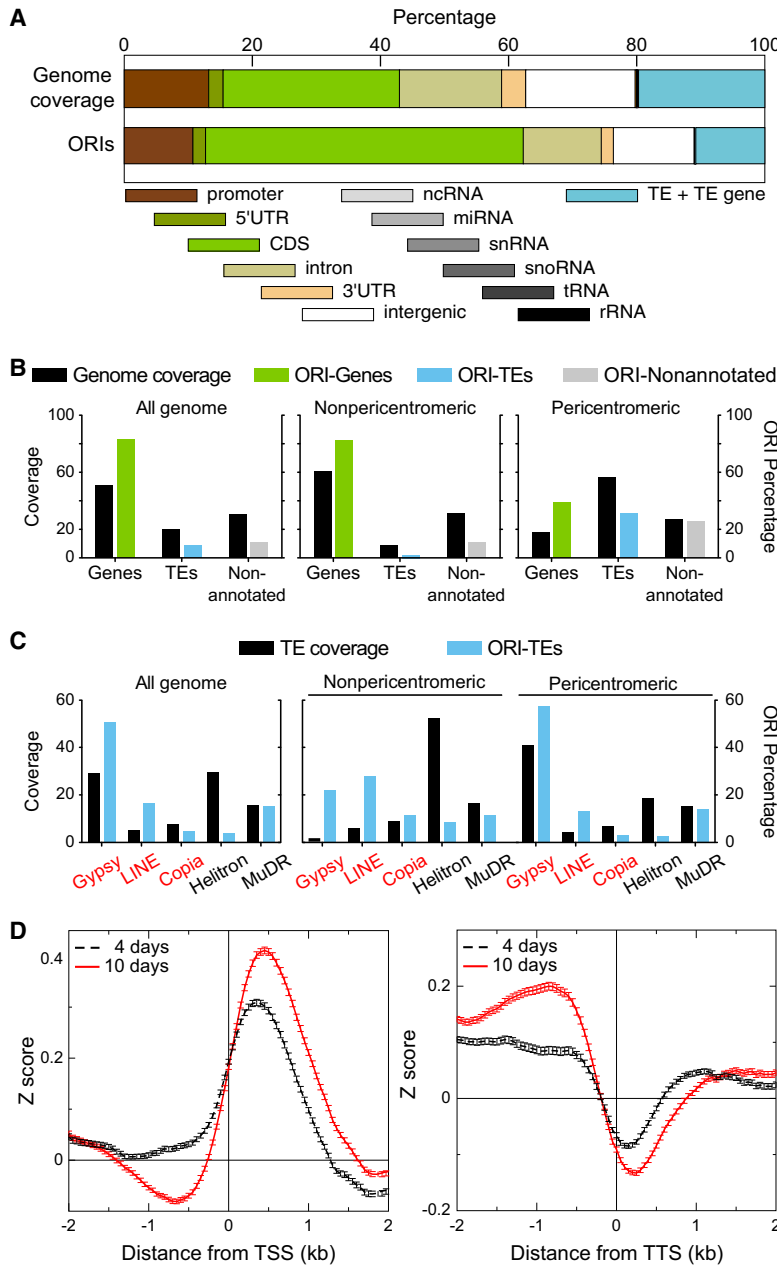 A
Percentage
0 20 40 60 80 100
Genome
coverage
ORIs
promoter ncRNA TE + TE gene
5'UTR miRNA
CDS snRNA
intron snoRNA
3'UTR tRNA
intergenic rRNA
B
Genome coverage ORI-Genes ORI-TEs ORI-Nonannotated
All genome Nonpericentromeric Pericentromeric
100 100
60 60
20 20
0 0
Coverage
ORI Percentage
Genes TEs Non-
annotated
Genes TEs Non-
annotated
Genes TEs Non-
annotated
C
TE coverage ORI-TEs
All genome Nonpericentromeric Pericentromeric
60 60
40 40
20 20
0 0
Coverage
ORI Percentage
Gypsy LINE Copia Helitron MuDR
Gypsy LINE Copia Helitron MuDR
Gypsy LINE Copia Helitron MuDR
D
4 days
10 days
0.4
0.2
0
Z score
-2 -1 0 1 2
Distance from TSS (kb)
4 days
10 days
0.2
0
-0.2
Z score
-2 -1 0 1 2
Distance from TTS (kb)